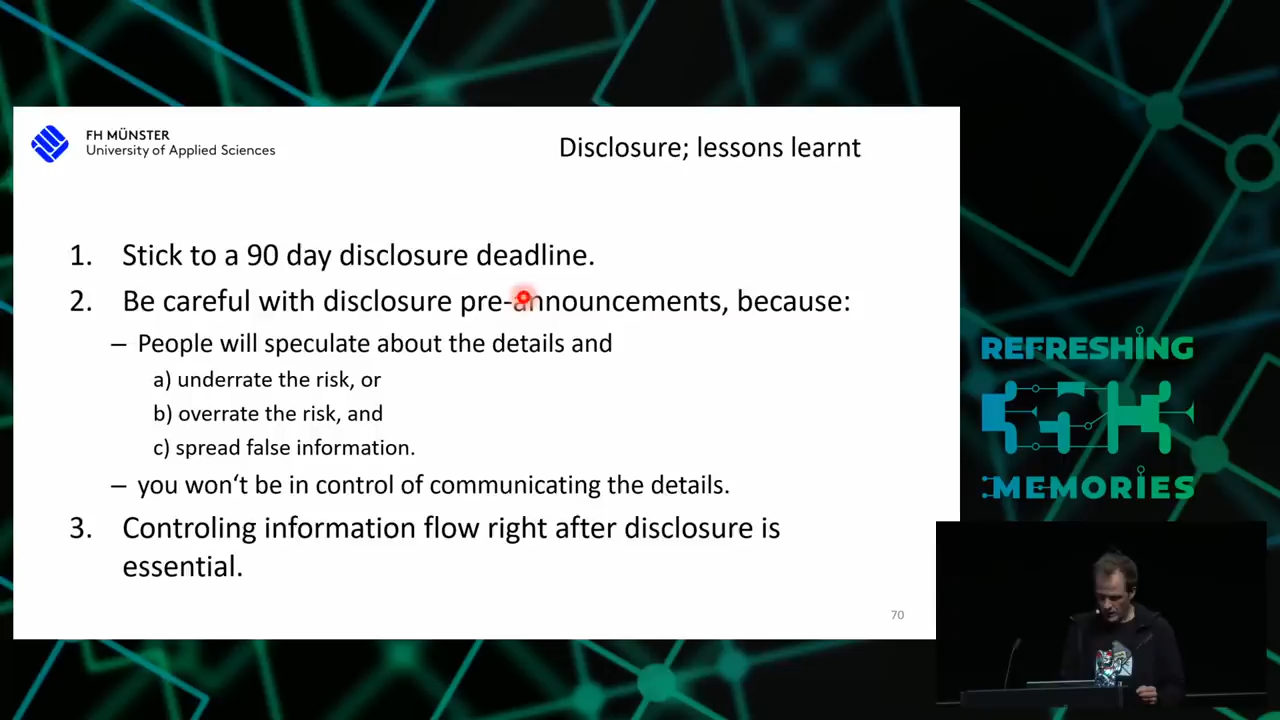 FH MÜNSTER
University of Applied Sciences
Disclosure; lessons learnt
1. Stick to a 90 day disclosure deadline.
2. Be careful with disclosure pre-announcements, because:
– People will speculate about the details and
a) underrate the risk, or
b) overrate the risk, and
c) spread false information.
– you won‘t be in control of communicating the details.
3. Controling information flow right after disclosure is
essential.
70
REFRESHING
35C3
MEMORIES